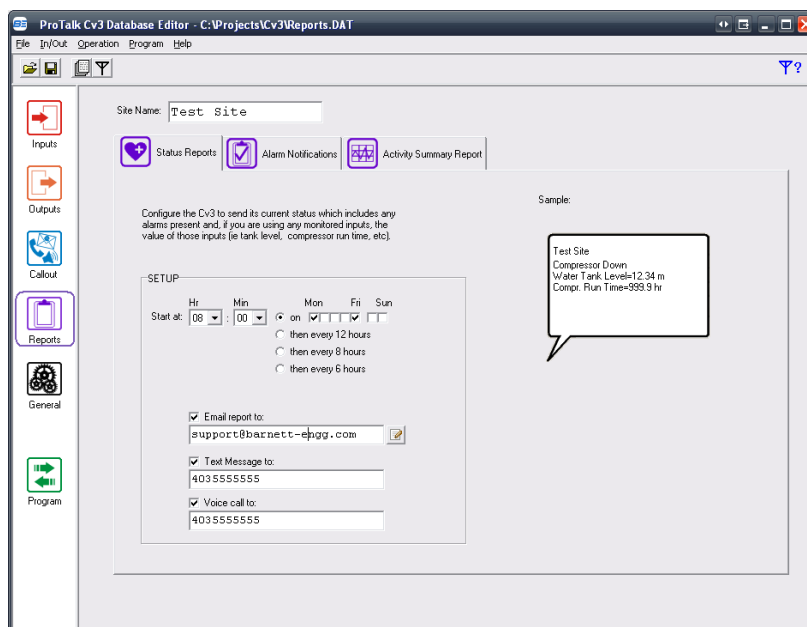 ProTalk Cv3 Database Editor - C:\Projects\Cv3\Reports.DAT
File In/Out Operation Program Help
Inputs
Outputs
Callout
Reports
General
Program
Site Name: Test Site
Status Reports Alarm Notifications Activity Summary Report
Configure the Cv3 to send its current status which includes any
alarms present and, if you are using any monitored inputs, the
value of those inputs (ie tank level, compressor run time, etc).
SETUP
Hr Min Mon Fri Sun
Start at: 08 : 00 on
then every 12 hours
then every 8 hours
then every 6 hours
Email report to:
support@barnett-engg.com
Text Message to:
4035555555
Voice call to:
4035555555
Sample:
Test Site
Compressor Down
Water Tank Level=12.34 m
Compr. Run Time=999.9 hr